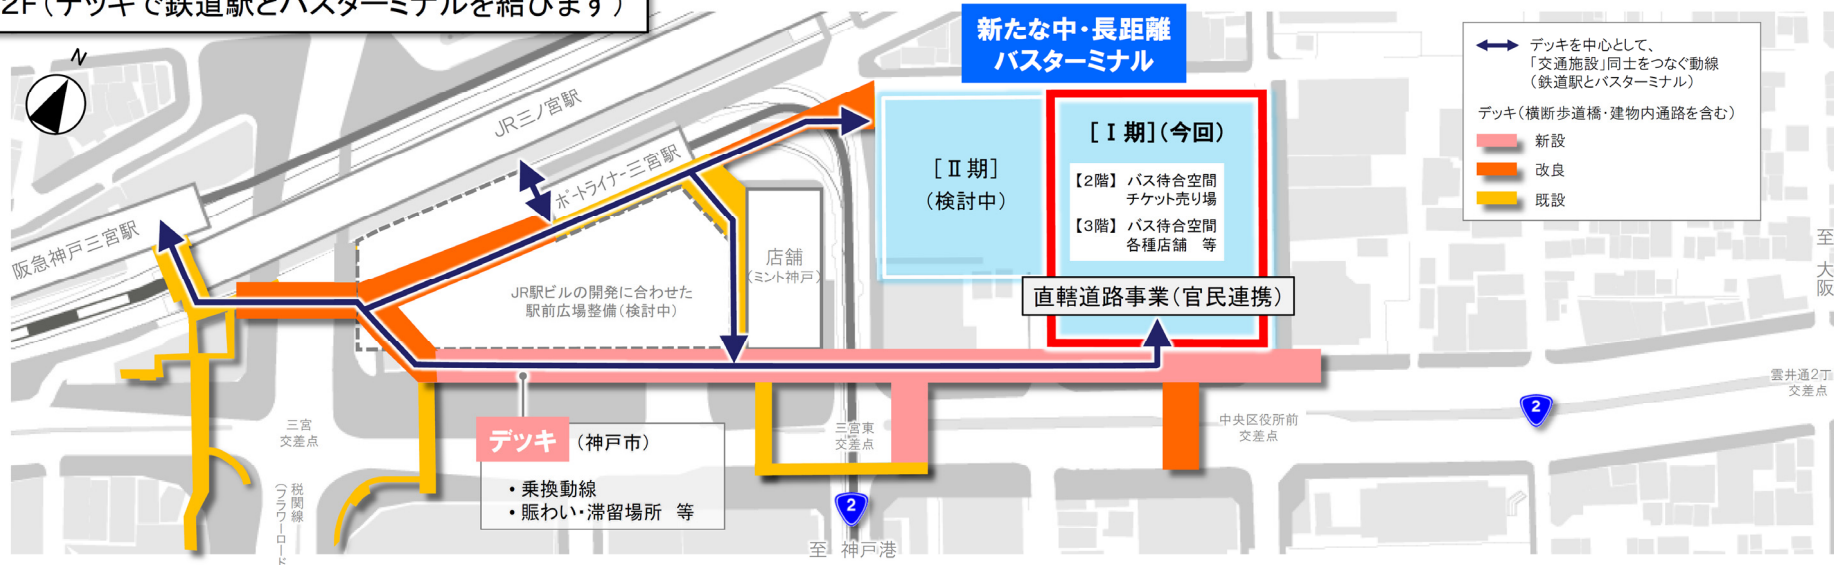 2F(デッキで鉄道駅とバスターミナルを結びます)
N
新たな中・長距離
バスターミナル
デッキを中心として、
「交通施設」同士をつなぐ動線
(鉄道駅とバスターミナル)
デッキ(横断歩道橋・建物内通路を含む)
新設
改良
既設
JR三ノ宮駅
ポートライナー三宮駅
阪急神戸三宮駅
[Ⅱ期]
(検討中)
[Ⅰ期](今回)
【2階】 バス待合空間
チケット売り場
【3階】 バス待合空間
各種店舗 等
直轄道路事業(官民連携)
店舗
(ミント神戸)
JR駅ビルの開発に合わせた
駅前広場整備(検討中)
至
大
阪
雲井通2丁
交差点
2
中央区役所前
交差点
三宮
交差点
三宮東
交差点
デッキ (神戸市)
・乗換動線
・賑わい・滞留場所 等
税関線
(フラワーロード
2
至 神戸港